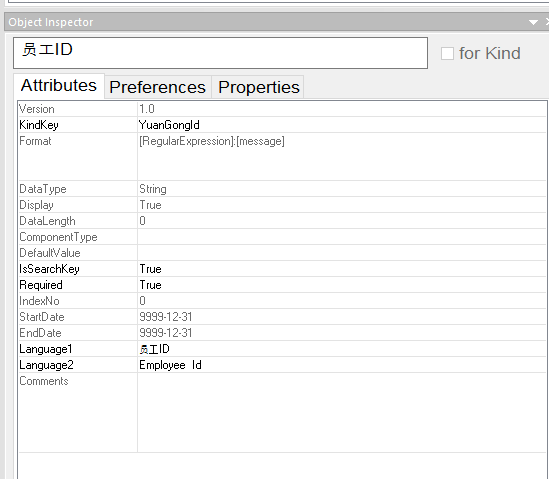 Object Inspector
员工ID
for Kind
Attributes Preferences Properties
Version 1.0
KindKey YuanGongId
Format [RegularExpression]:[message]
DataType String
Display True
DataLength 0
ComponentType
DefaultValue
IsSearchKey True
Required True
IndexNo 0
StartDate 9999-12-31
EndDate 9999-12-31
Language1 员工ID
Language2 Employee Id
Comments